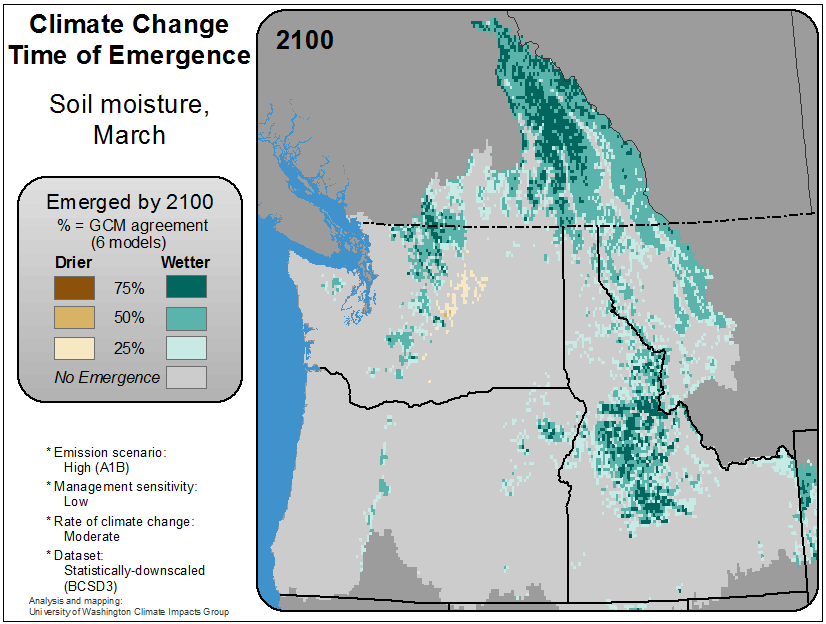 Climate Change
Time of Emergence
Soil moisture,
March
Emerged by 2100
% = GCM agreement
(6 models)
Drier Wetter
75%
50%
25%
No Emergence
* Emission scenario:
High (A1B)
* Management sensitivity:
Low
* Rate of climate change:
Moderate
* Dataset:
Statistically-downscaled
(BCSD3)
Analysis and mapping:
University of Washington Climate Impacts Group
2100